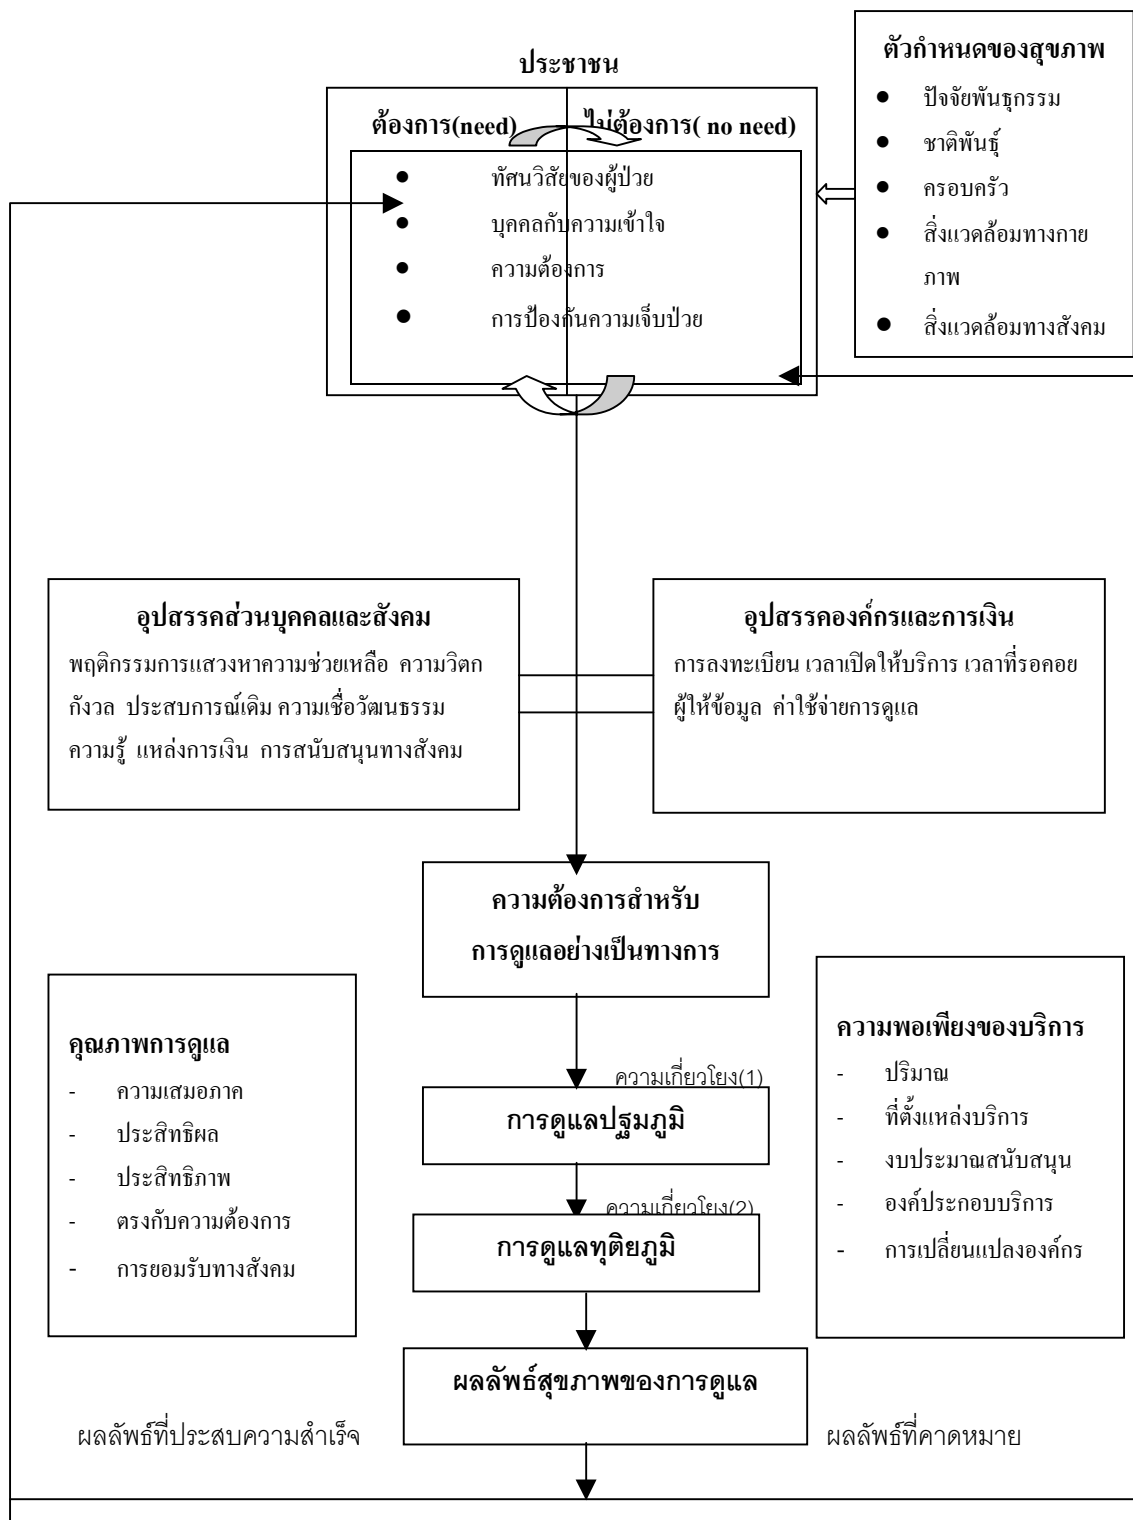 ประชาชน
ต้องการ(need)
ไม่ต้องการ( no need)
● ทัศนวิสัยของผู้ป่วย
● บุคคลกับความเข้าใจ
● ความต้องการ
● การป้องกันความเจ็บป่วย
ตัวกำหนดของสุขภาพ
● ปัจจัยพันธุกรรม
● ชาติพันธุ์
● ครอบครัว
● สิ่งแวดล้อมทางกาย
ภาพ
● สิ่งแวดล้อมทางสังคม
อุปสรรคส่วนบุคคลและสังคม
พฤติกรรมการแสวงหาความช่วยเหลือ ความวิตก
กังวล ประสบการณ์เดิม ความเชื่อวัฒนธรรม
ความรู้ แหล่งการเงิน การสนับสนุนทางสังคม
อุปสรรคองค์กรและการเงิน
การลงทะเบียน เวลาเปิดให้บริการ เวลาที่รอคอย
ผู้ให้ข้อมูล ค่าใช้จ่ายการดูแล
ความต้องการสำหรับ
การดูแลอย่างเป็นทางการ
คุณภาพการดูแล
- ความเสมอภาค
- ประสิทธิผล
- ประสิทธิภาพ
- ตรงกับความต้องการ
- การยอมรับทางสังคม
ความเกี่ยวโยง(1)
การดูแลปฐมภูมิ
ความเกี่ยวโยง(2)
การดูแลทุติยภูมิ
ความพอเพียงของบริการ
- ปริมาณ
- ที่ตั้งแหล่งบริการ
- งบประมาณสนับสนุน
- องค์ประกอบบริการ
- การเปลี่ยนแปลงองค์กร
ผลลัพธ์สุขภาพของการดูแล
ผลลัพธ์ที่ประสบความสำเร็จ
ผลลัพธ์ที่คาดหมาย